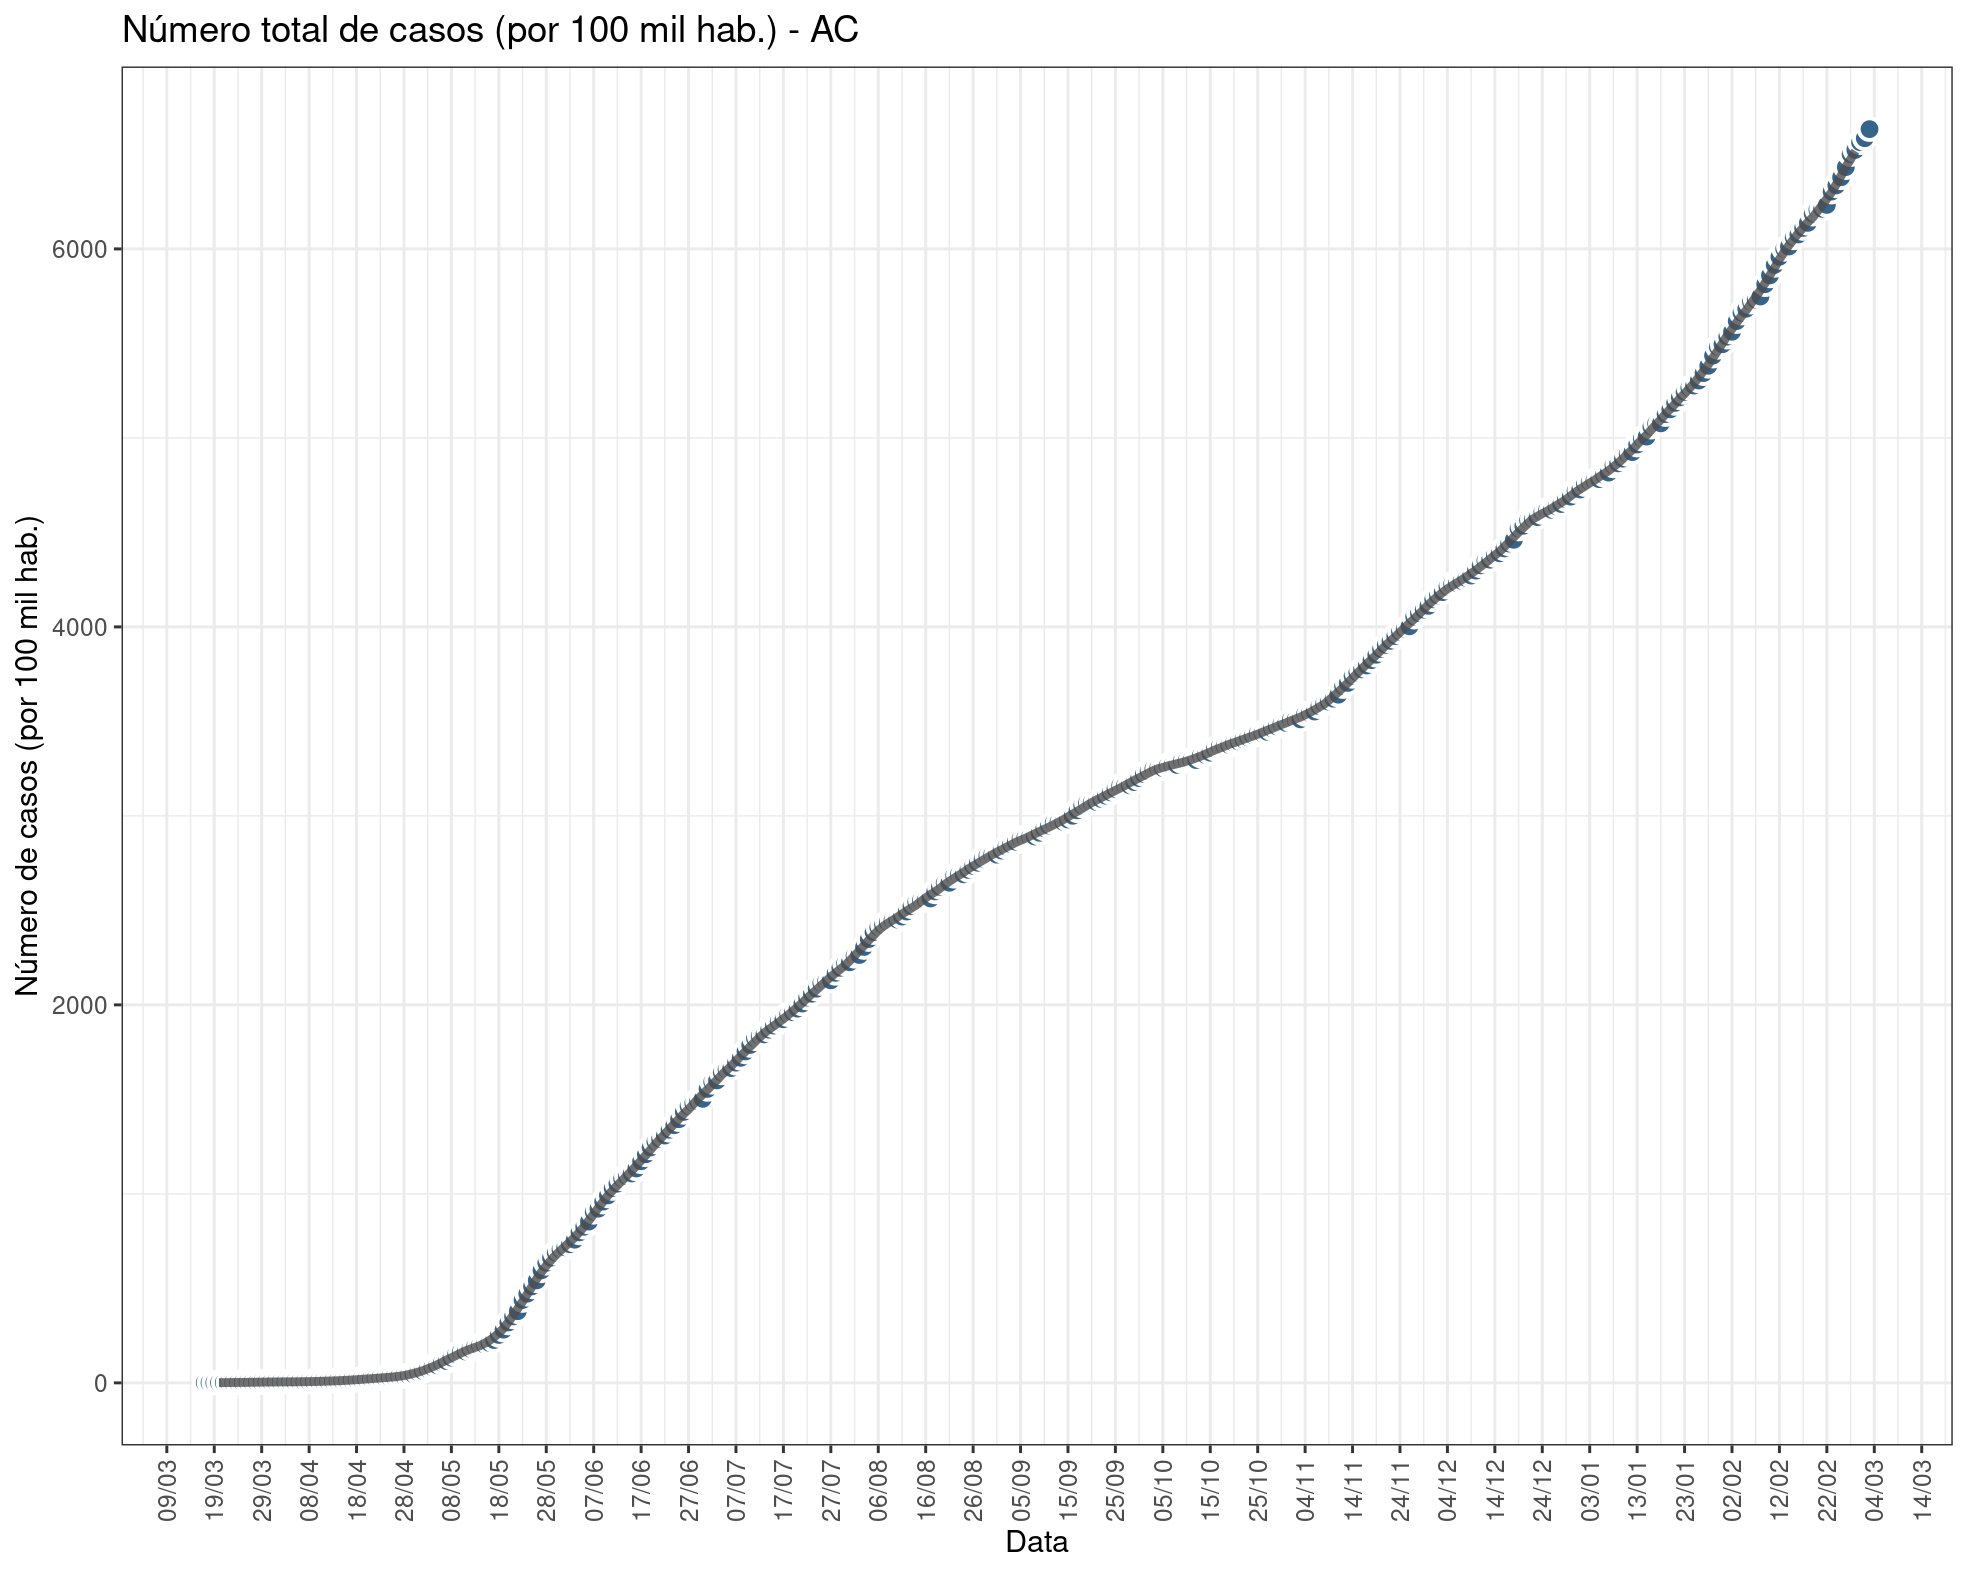 Número total de casos (por 100 mil hab.) - AC
Número de casos (por 100 mil hab.)
6000
4000
2000
0
09/03 19/03 29/03 08/04 18/04 28/04 08/05 18/05 28/05 07/06 17/06 27/06 07/07 17/07 27/07 06/08 16/08 26/08 05/09 15/09 25/09 05/10 15/10 25/10 04/11 14/11 24/11 04/12 14/12 24/12 03/01 13/01 23/01 02/02 12/02 22/02 04/03 14/03
Data